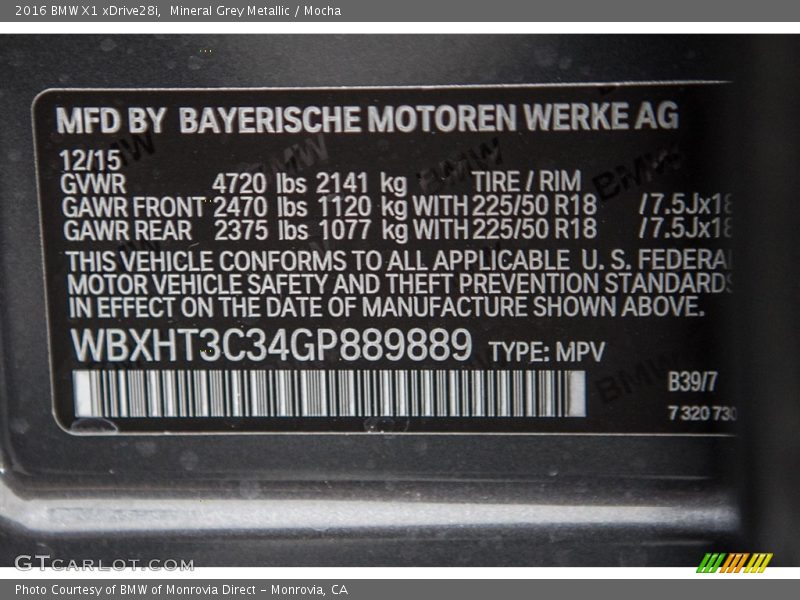 2016 BMW X1 xDrive28i, Mineral Grey Metallic / Mocha
MFD BY BAYERISCHE MOTOREN WERKE AG
12/15
GVWR 4720 lbs 2141 kg TIRE / RIM
GAWR FRONT 2470 lbs 1120 kg WITH 225/50 R18 /7.5Jx18
GAWR REAR 2375 lbs 1077 kg WITH 225/50 R18 /7.5Jx18
THIS VEHICLE CONFORMS TO ALL APPLICABLE U. S. FEDERAL
MOTOR VEHICLE SAFETY AND THEFT PREVENTION STANDARDS
IN EFFECT ON THE DATE OF MANUFACTURE SHOWN ABOVE.
WBXHT3C34GP889889 TYPE: MPV
B39/7
7 320 730
GTCARLOT.COM
Photo Courtesy of BMW of Monrovia Direct - Monrovia, CA